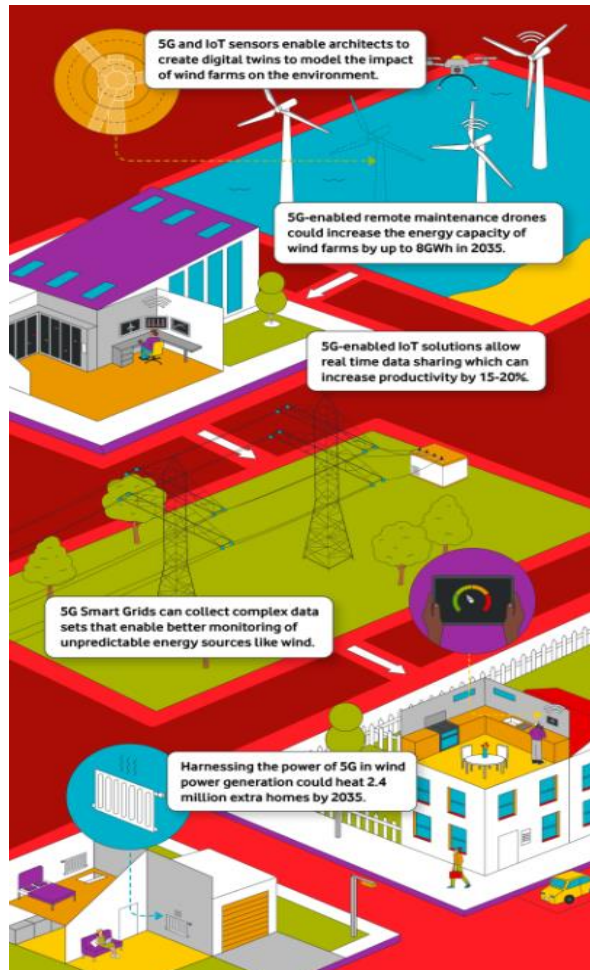 5G and IoT sensors enable architects to
create digital twins to model the impact
of wind farms on the environment.
5G-enabled remote maintenance drones
could increase the energy capacity of
wind farms by up to 8GWh in 2035.
5G-enabled IoT solutions allow
real time data sharing which can
increase productivity by 15-20%.
5G Smart Grids can collect complex data
sets that enable better monitoring of
unpredictable energy sources like wind.
Harnessing the power of 5G in wind
power generation could heat 2.4
million extra homes by 2035.